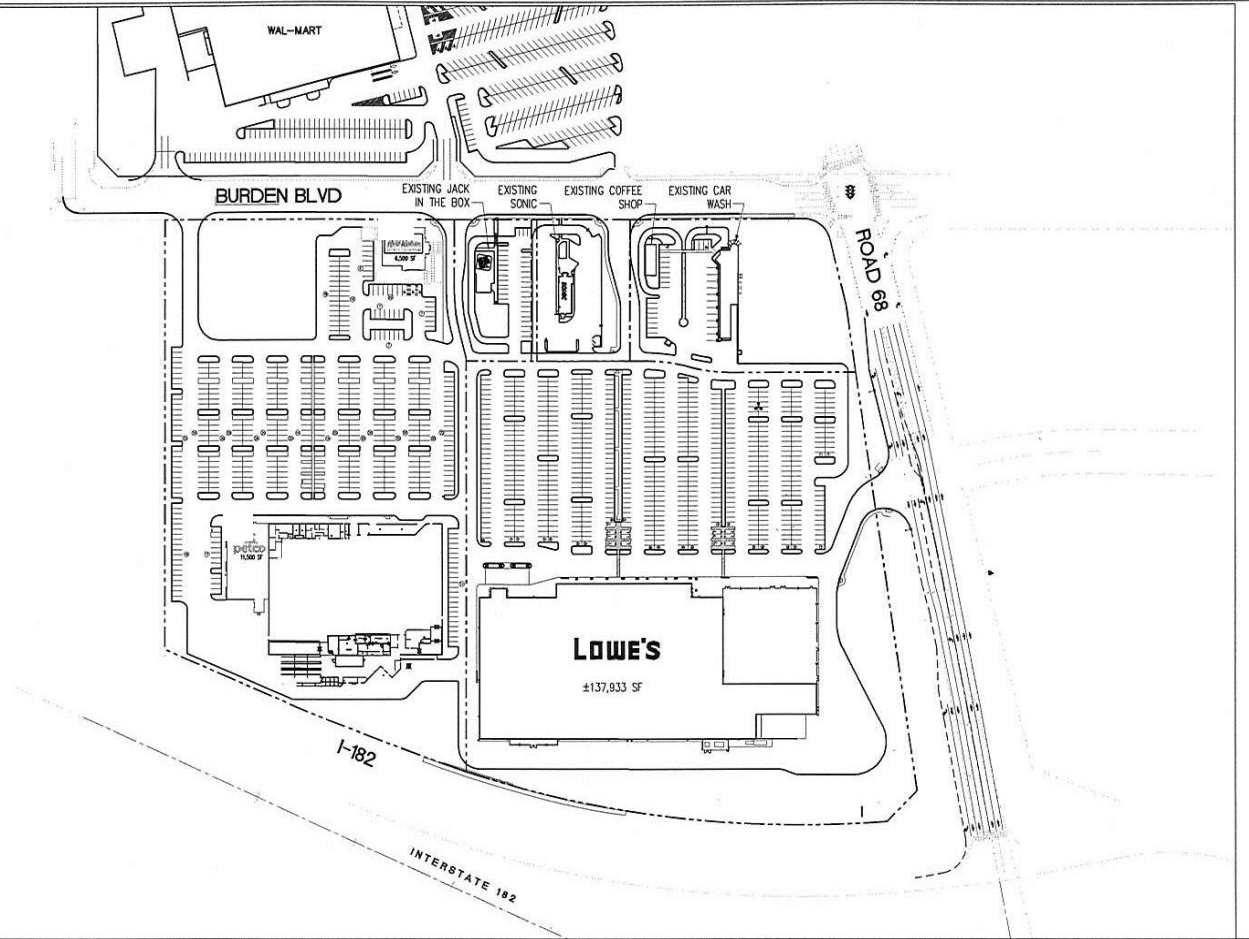 WAL-MART
BURDEN BLVD
EXISTING JACK
IN THE BOX
EXISTING
SONIC
EXISTING COFFEE
SHOP
EXISTING CAR
WASH
ROAD 68
6,500 SF
SONIC
petco
11,500 SF
LOWE'S
±137,933 SF
I-182
INTERSTATE 182